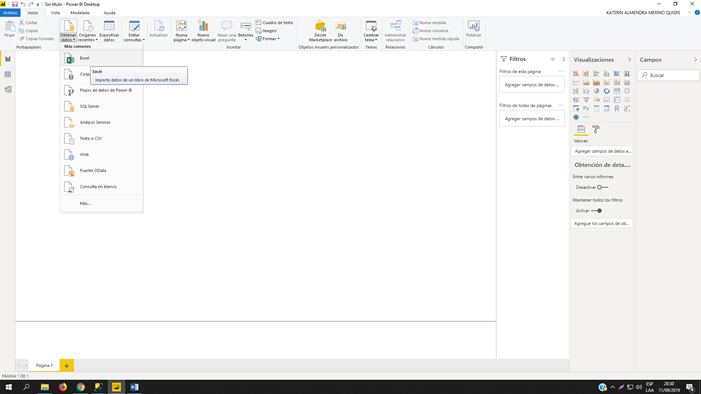 Sin título - Power BI Desktop
KATERIN ALMENDRA MERINO QUISPE
Archivo Inicio Vista Modelado Ayuda
Pegar
Cortar
Copiar
Copiar formato
Portapapeles
Obtener datos
Orígenes recientes
Especificar datos
Editar consultas
Actualizar
Nueva página
Nuevo objeto visual
Hacer una pregunta
Botones
Cuadro de texto
Imagen
Formas
Insertar
Desde Marketplace
De archivo
Objetos visuales personalizados
Cambiar tema
Temas
Administrar relaciones
Relaciones
Nueva medida
Nueva columna
Nueva medida rápida
Cálculos
Publicar
Compartir
Más comunes
Excel
Excel
Importa datos de un libro de Microsoft Excel.
Flujos de datos de Power BI
SQL Server
Analysis Services
Texto o CSV
Web
Fuente OData
Consulta en blanco
Más...
Filtros
Filtros de esta página
Agregar campos de datos ...
Filtros de todas las páginas
Agregar campos de datos ...
Visualizaciones
Valores
Agregar campos de datos a...
Obtención de deta...
Entre varios informes
Desactivar
Mantener todos los filtros
Activar
Agregue los campos de ob...
Campos
Buscar
Página 1
PÁGINA 1 DE 1
ESP
LAA
20:30
11/09/2019